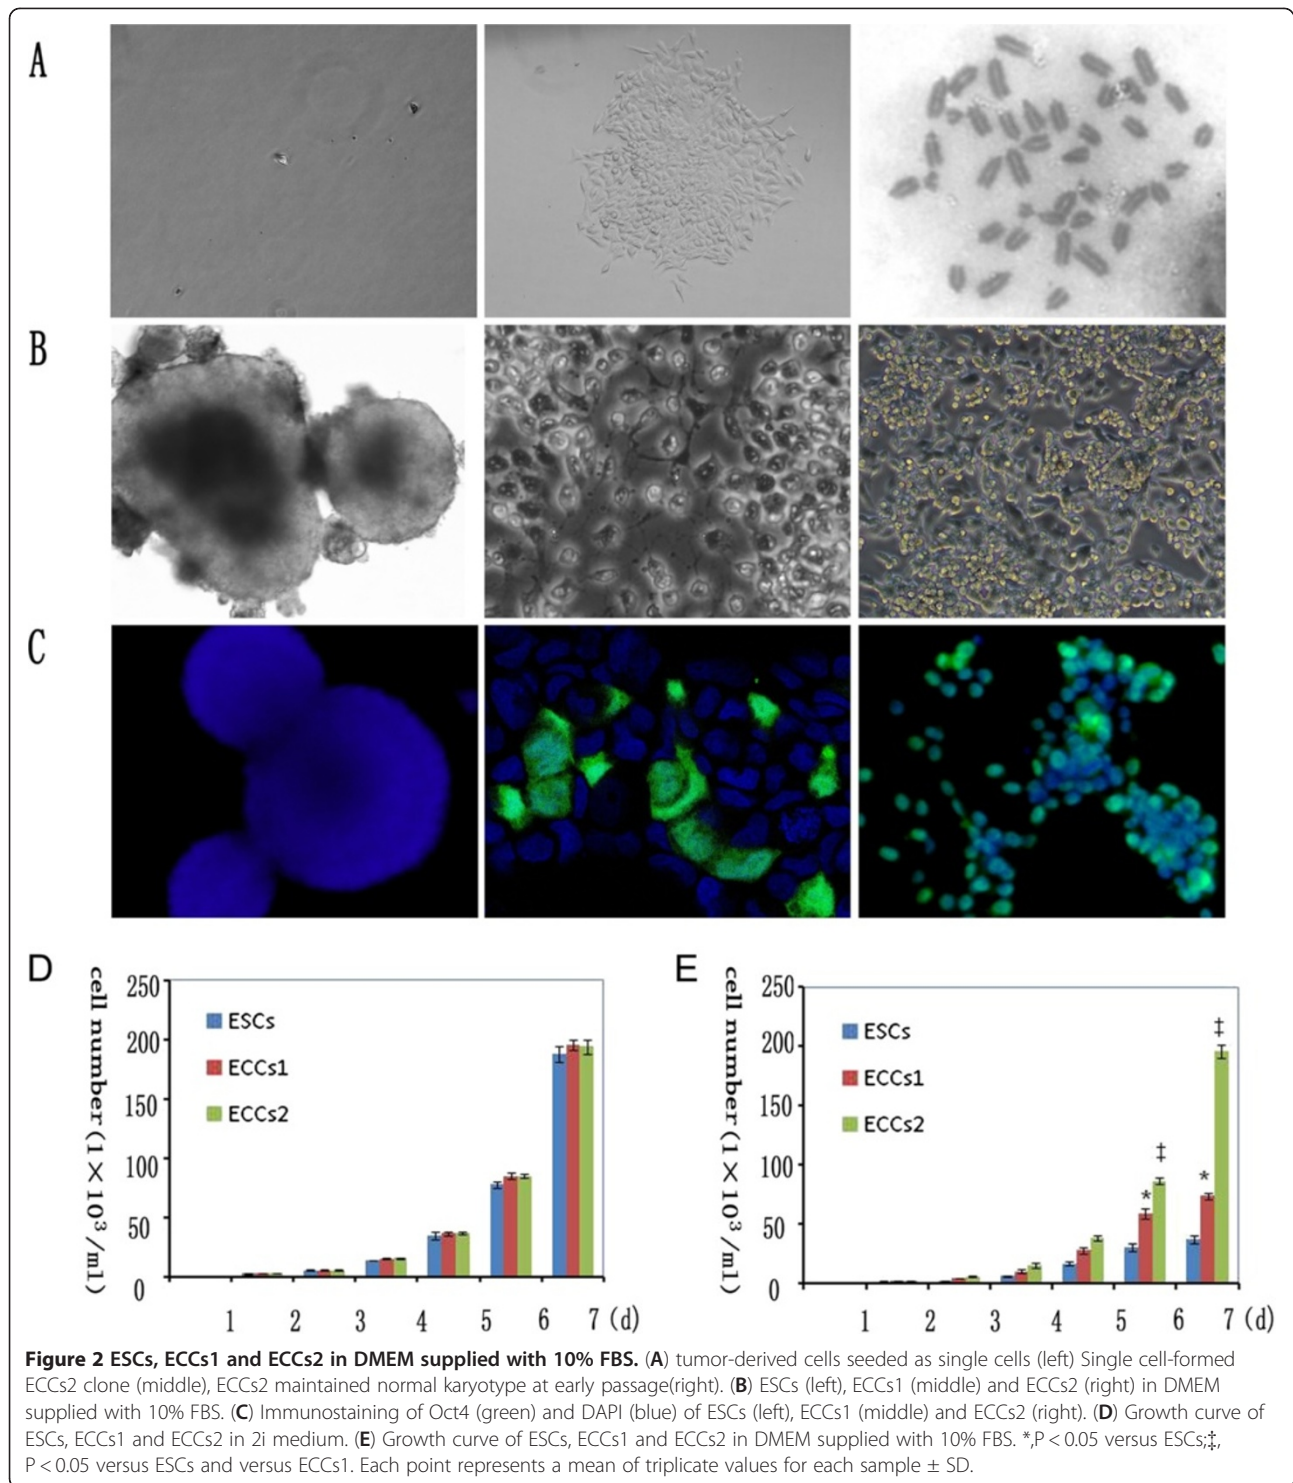 A
B
C
D
E
cell number (1×10³/ml)
250
200
150
100
50
0
ESCs
ECCs1
ECCs2
1 2 3 4 5 6 7 (d)
cell number (1×10³/ml)
250
200
150
100
50
0
ESCs
ECCs1
ECCs2
‡
‡
*
*
1 2 3 4 5 6 7 (d)
Figure 2 ESCs, ECCs1 and ECCs2 in DMEM supplied with 10% FBS. (A) tumor-derived cells seeded as single cells (left) Single cell-formed
ECCs2 clone (middle), ECCs2 maintained normal karyotype at early passage(right). (B) ESCs (left), ECCs1 (middle) and ECCs2 (right) in DMEM
supplied with 10% FBS. (C) Immunostaining of Oct4 (green) and DAPI (blue) of ESCs (left), ECCs1 (middle) and ECCs2 (right). (D) Growth curve of
ESCs, ECCs1 and ECCs2 in 2i medium. (E) Growth curve of ESCs, ECCs1 and ECCs2 in DMEM supplied with 10% FBS. *,P < 0.05 versus ESCs;‡,
P < 0.05 versus ESCs and versus ECCs1. Each point represents a mean of triplicate values for each sample ± SD.